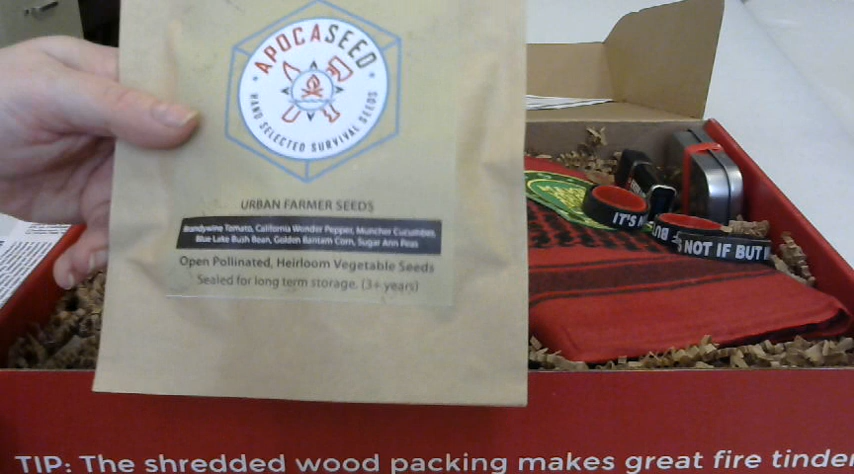 APOCASEED
HAND SELECTED SURVIVAL SEEDS
URBAN FARMER SEEDS
Brandywine Tomato, California Wonder Pepper, Muncher Cucumber,
Blue Lake Bush Bean, Golden Bantam Corn, Sugar Ann Peas
Open Pollinated, Heirloom Vegetable Seeds
Sealed for long term storage. (3+ years)
IT'S
BU
NOT IF BUT
TIP: The shredded wood packing makes great fire tinder